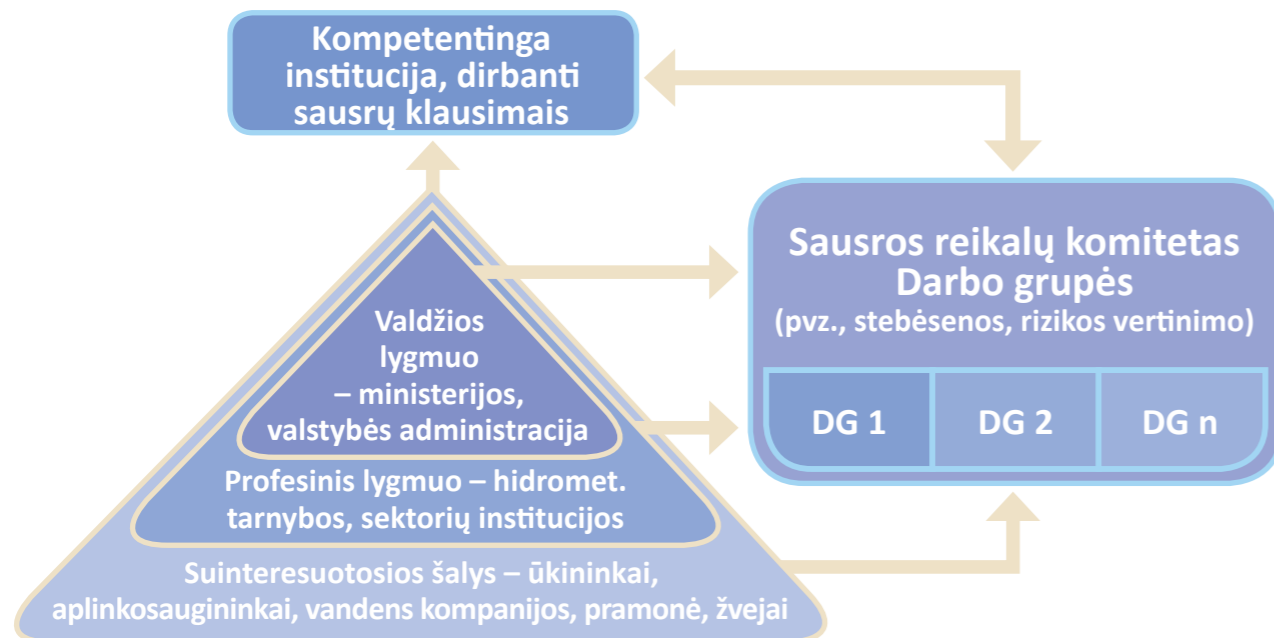 Kompetentinga
institucija, dirbanti
sausrų klausimais
Sausros reikalų komitetas
Darbo grupės
(pvz., stebėsenos, rizikos vertinimo)
DG 1
DG 2
DG n
Valdžios
lygmuo
– ministerijos,
valstybės administracija
Profesinis lygmuo – hidromet.
tarnybos, sektorių institucijos
Suinteresuotosios šalys – ūkininkai,
aplinkosaugininkai, vandens kompanijos, pramonė, žvejai